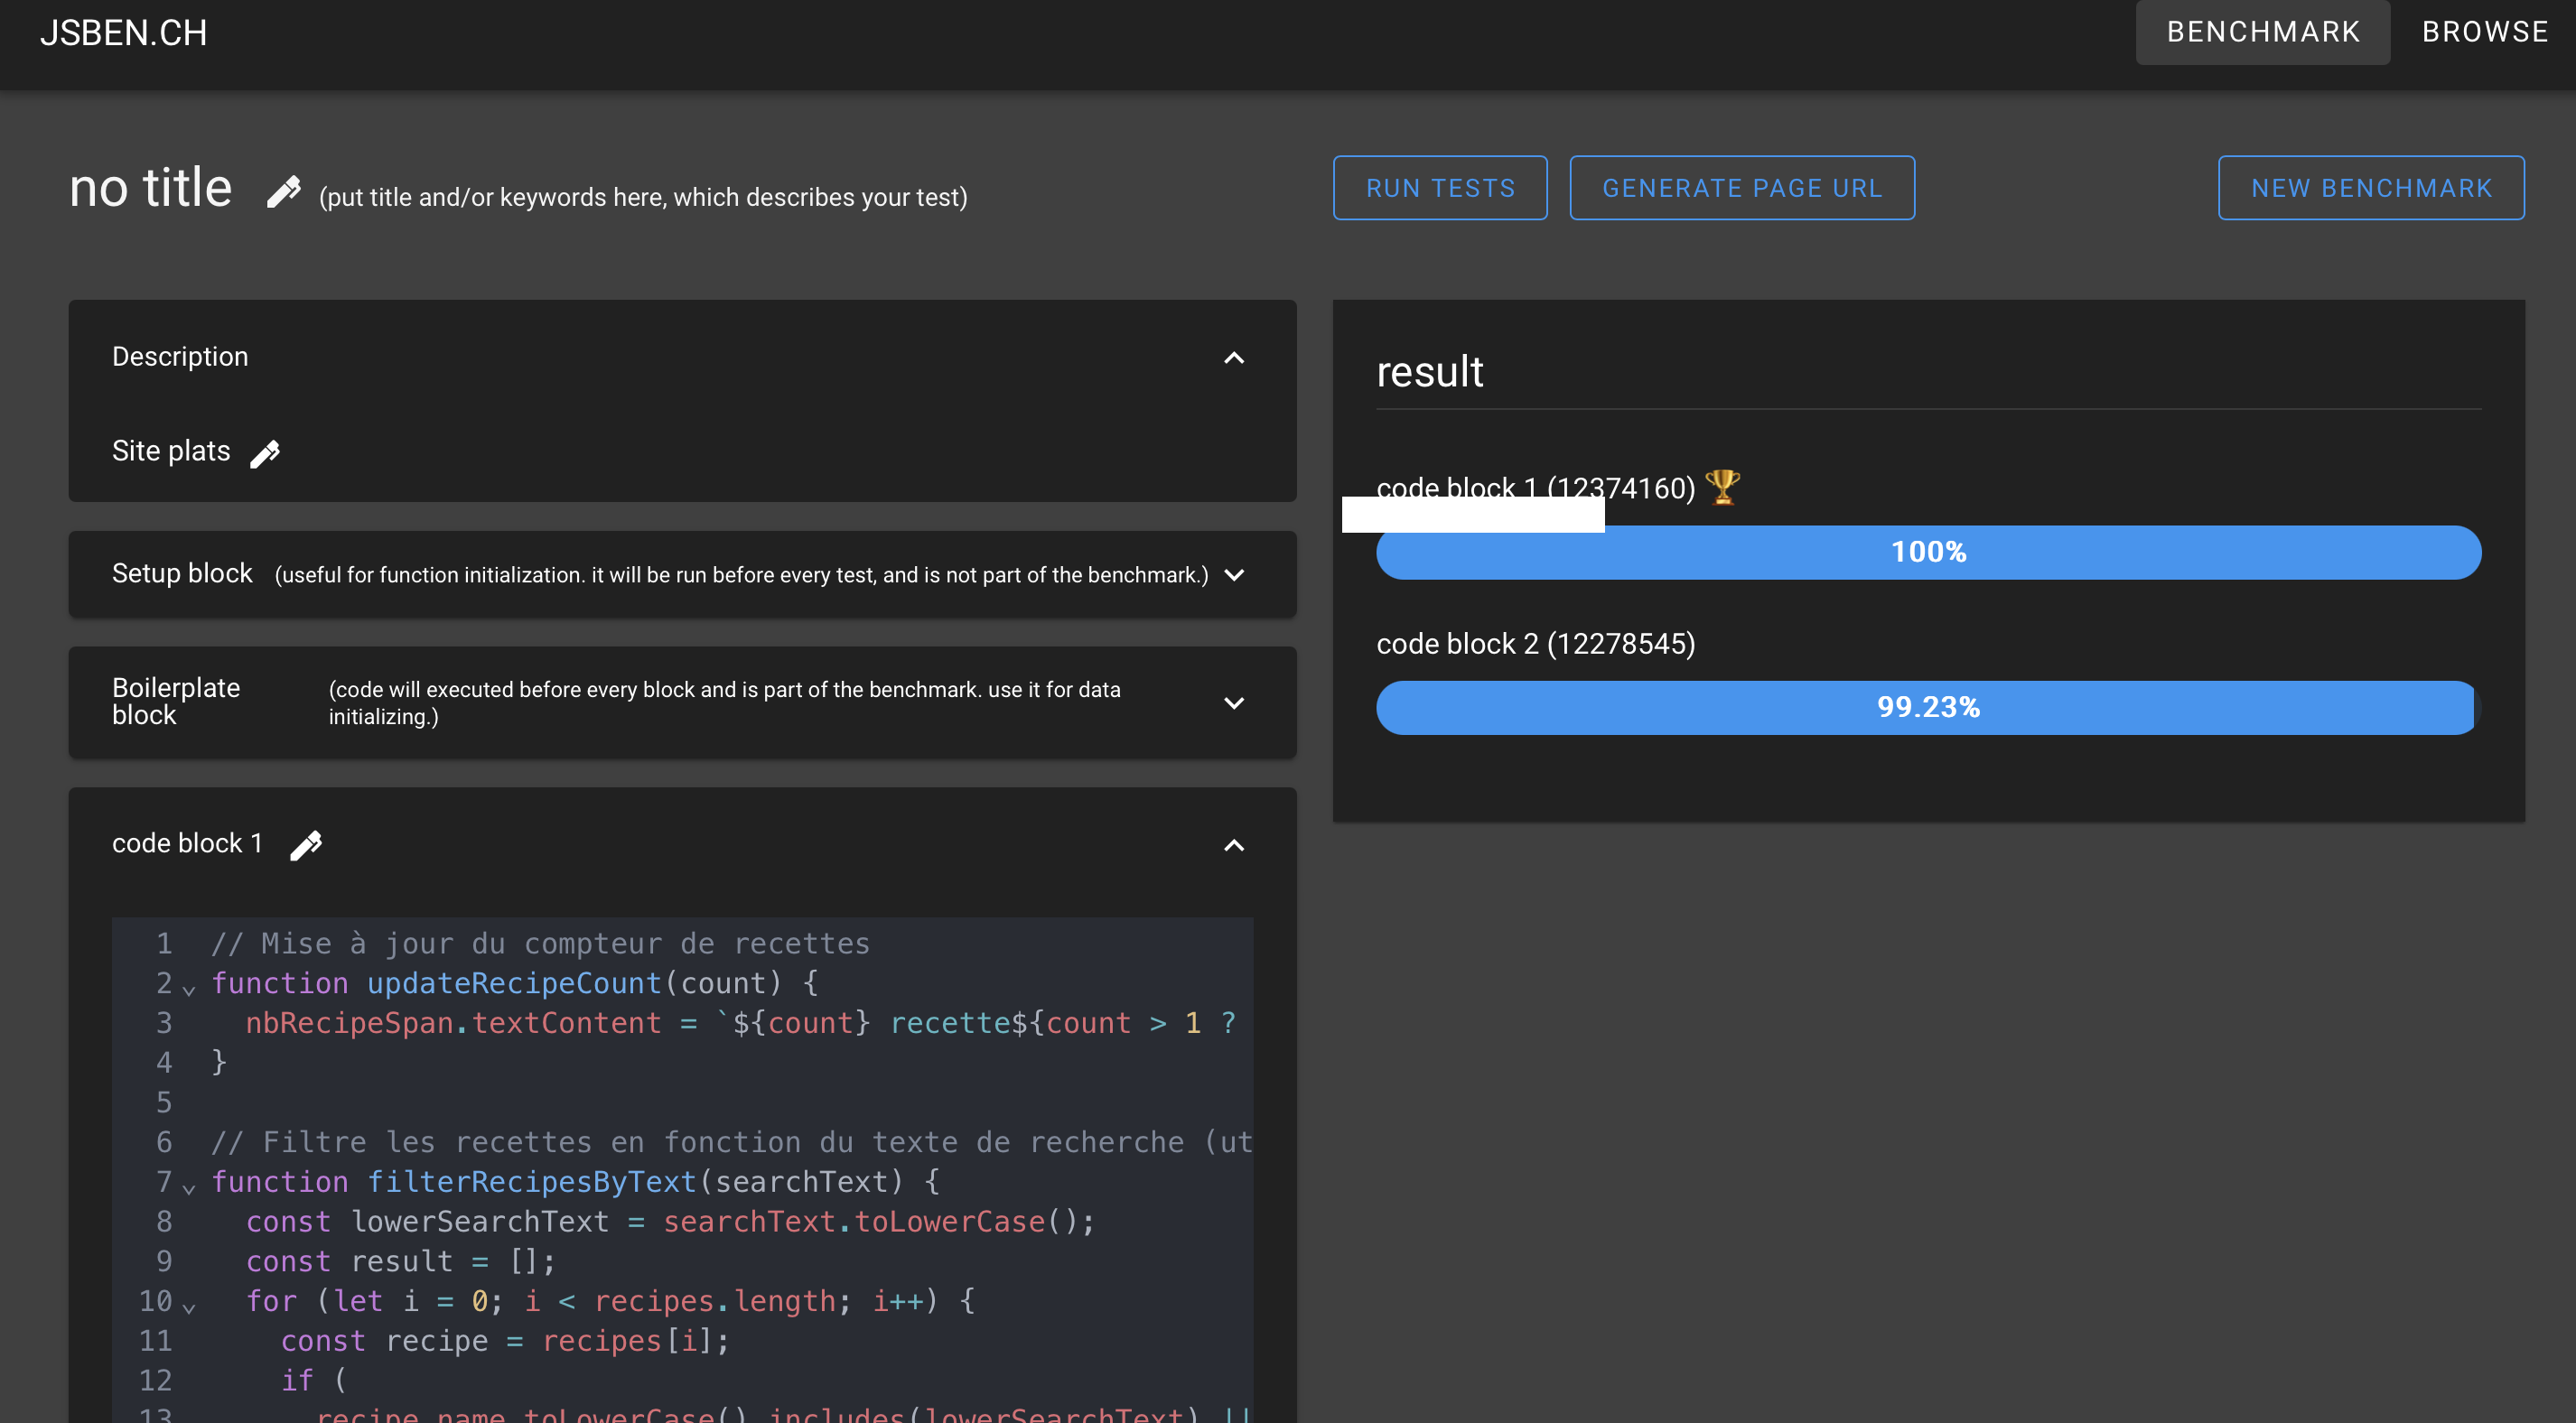 JSBEN.CH
BENCHMARK BROWSE
no title (put title and/or keywords here, which describes your test)
RUN TESTS GENERATE PAGE URL NEW BENCHMARK
Description
Site plats
Setup block (useful for function initialization. it will be run before every test, and is not part of the benchmark.)
Boilerplate block (code will executed before every block and is part of the benchmark. use it for data
initializing.)
code block 1
1 // Mise à jour du compteur de recettes
2 function updateRecipeCount(count) {
3 nbRecipeSpan.textContent = `${count} recette${count > 1 ?
4 }
5
6 // Filtre les recettes en fonction du texte de recherche (ut
7 function filterRecipesByText(searchText) {
8 const lowerSearchText = searchText.toLowerCase();
9 const result = [];
10 for (let i = 0; i < recipes.length; i++) {
11 const recipe = recipes[i];
12 if (
13 recipe.name.toLowerCase().includes(lowerSearchText) ||
result
code block 1 (12374160) 🏆
100%
code block 2 (12278545)
99.23%